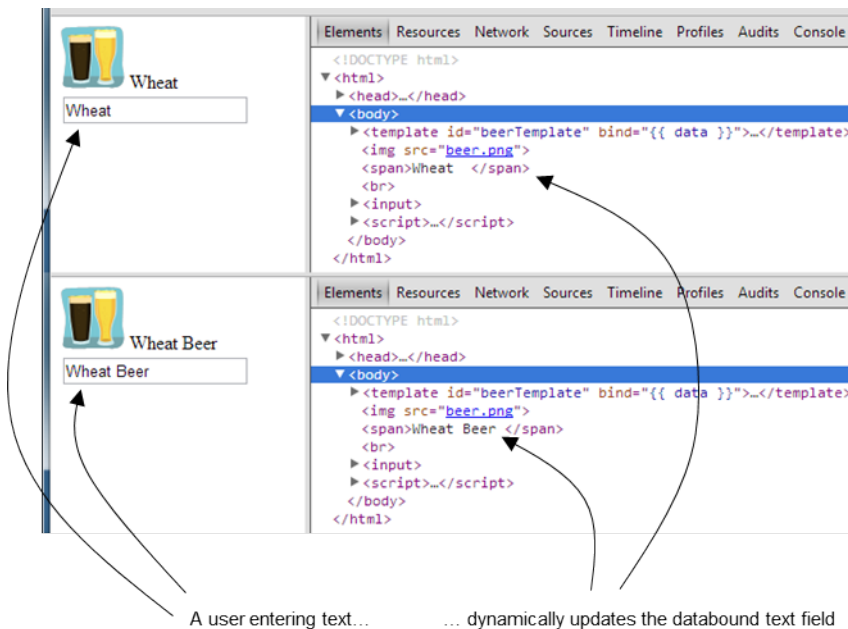 Elements Resources Network Sources Timeline Profiles Audits Console
Wheat
Wheat
<!DOCTYPE html>
▼<html>
▶<head>…</head>
▼<body>
▶<template id="beerTemplate" bind="{{ data }}">…</template>
<img src="beer.png">
<span>Wheat  </span>
<br>
▶<input>
▶<script>…</script>
</body>
</html>
Elements Resources Network Sources Timeline Profiles Audits Console
Wheat Beer
Wheat Beer
<!DOCTYPE html>
▼<html>
▶<head>…</head>
▼<body>
▶<template id="beerTemplate" bind="{{ data }}">…</template>
<img src="beer.png">
<span>Wheat Beer </span>
<br>
▶<input>
▶<script>…</script>
</body>
</html>
A user entering text… … dynamically updates the databound text field